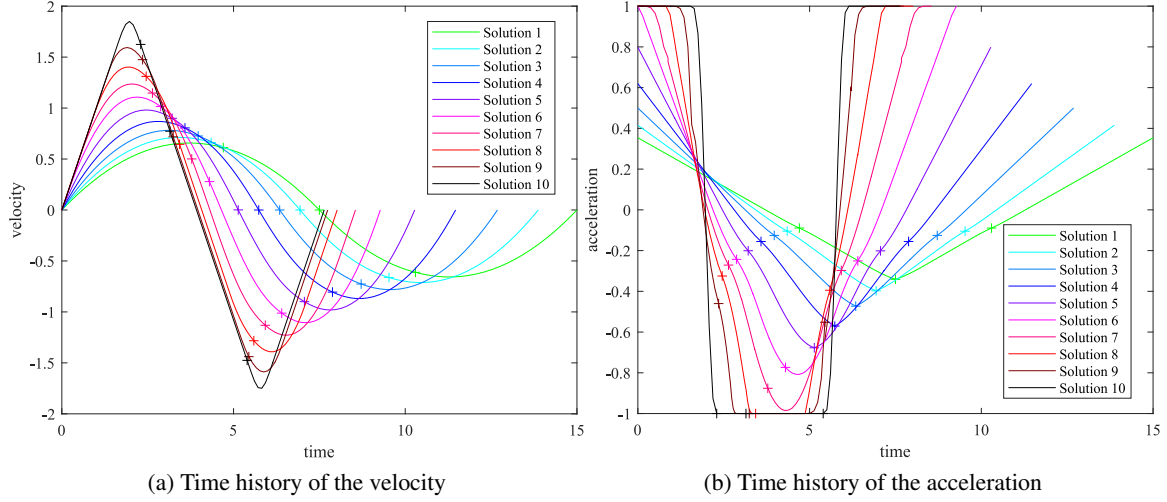 2
1.5
1
0.5
0
-0.5
-1
-1.5
-2
velocity
0
5
10
15
time
Solution 1
Solution 2
Solution 3
Solution 4
Solution 5
Solution 6
Solution 7
Solution 8
Solution 9
Solution 10
(a) Time history of the velocity
1
0.8
0.6
0.4
0.2
0
-0.2
-0.4
-0.6
-0.8
-1
acceleration
0
5
10
15
time
Solution 1
Solution 2
Solution 3
Solution 4
Solution 5
Solution 6
Solution 7
Solution 8
Solution 9
Solution 10
(b) Time history of the acceleration